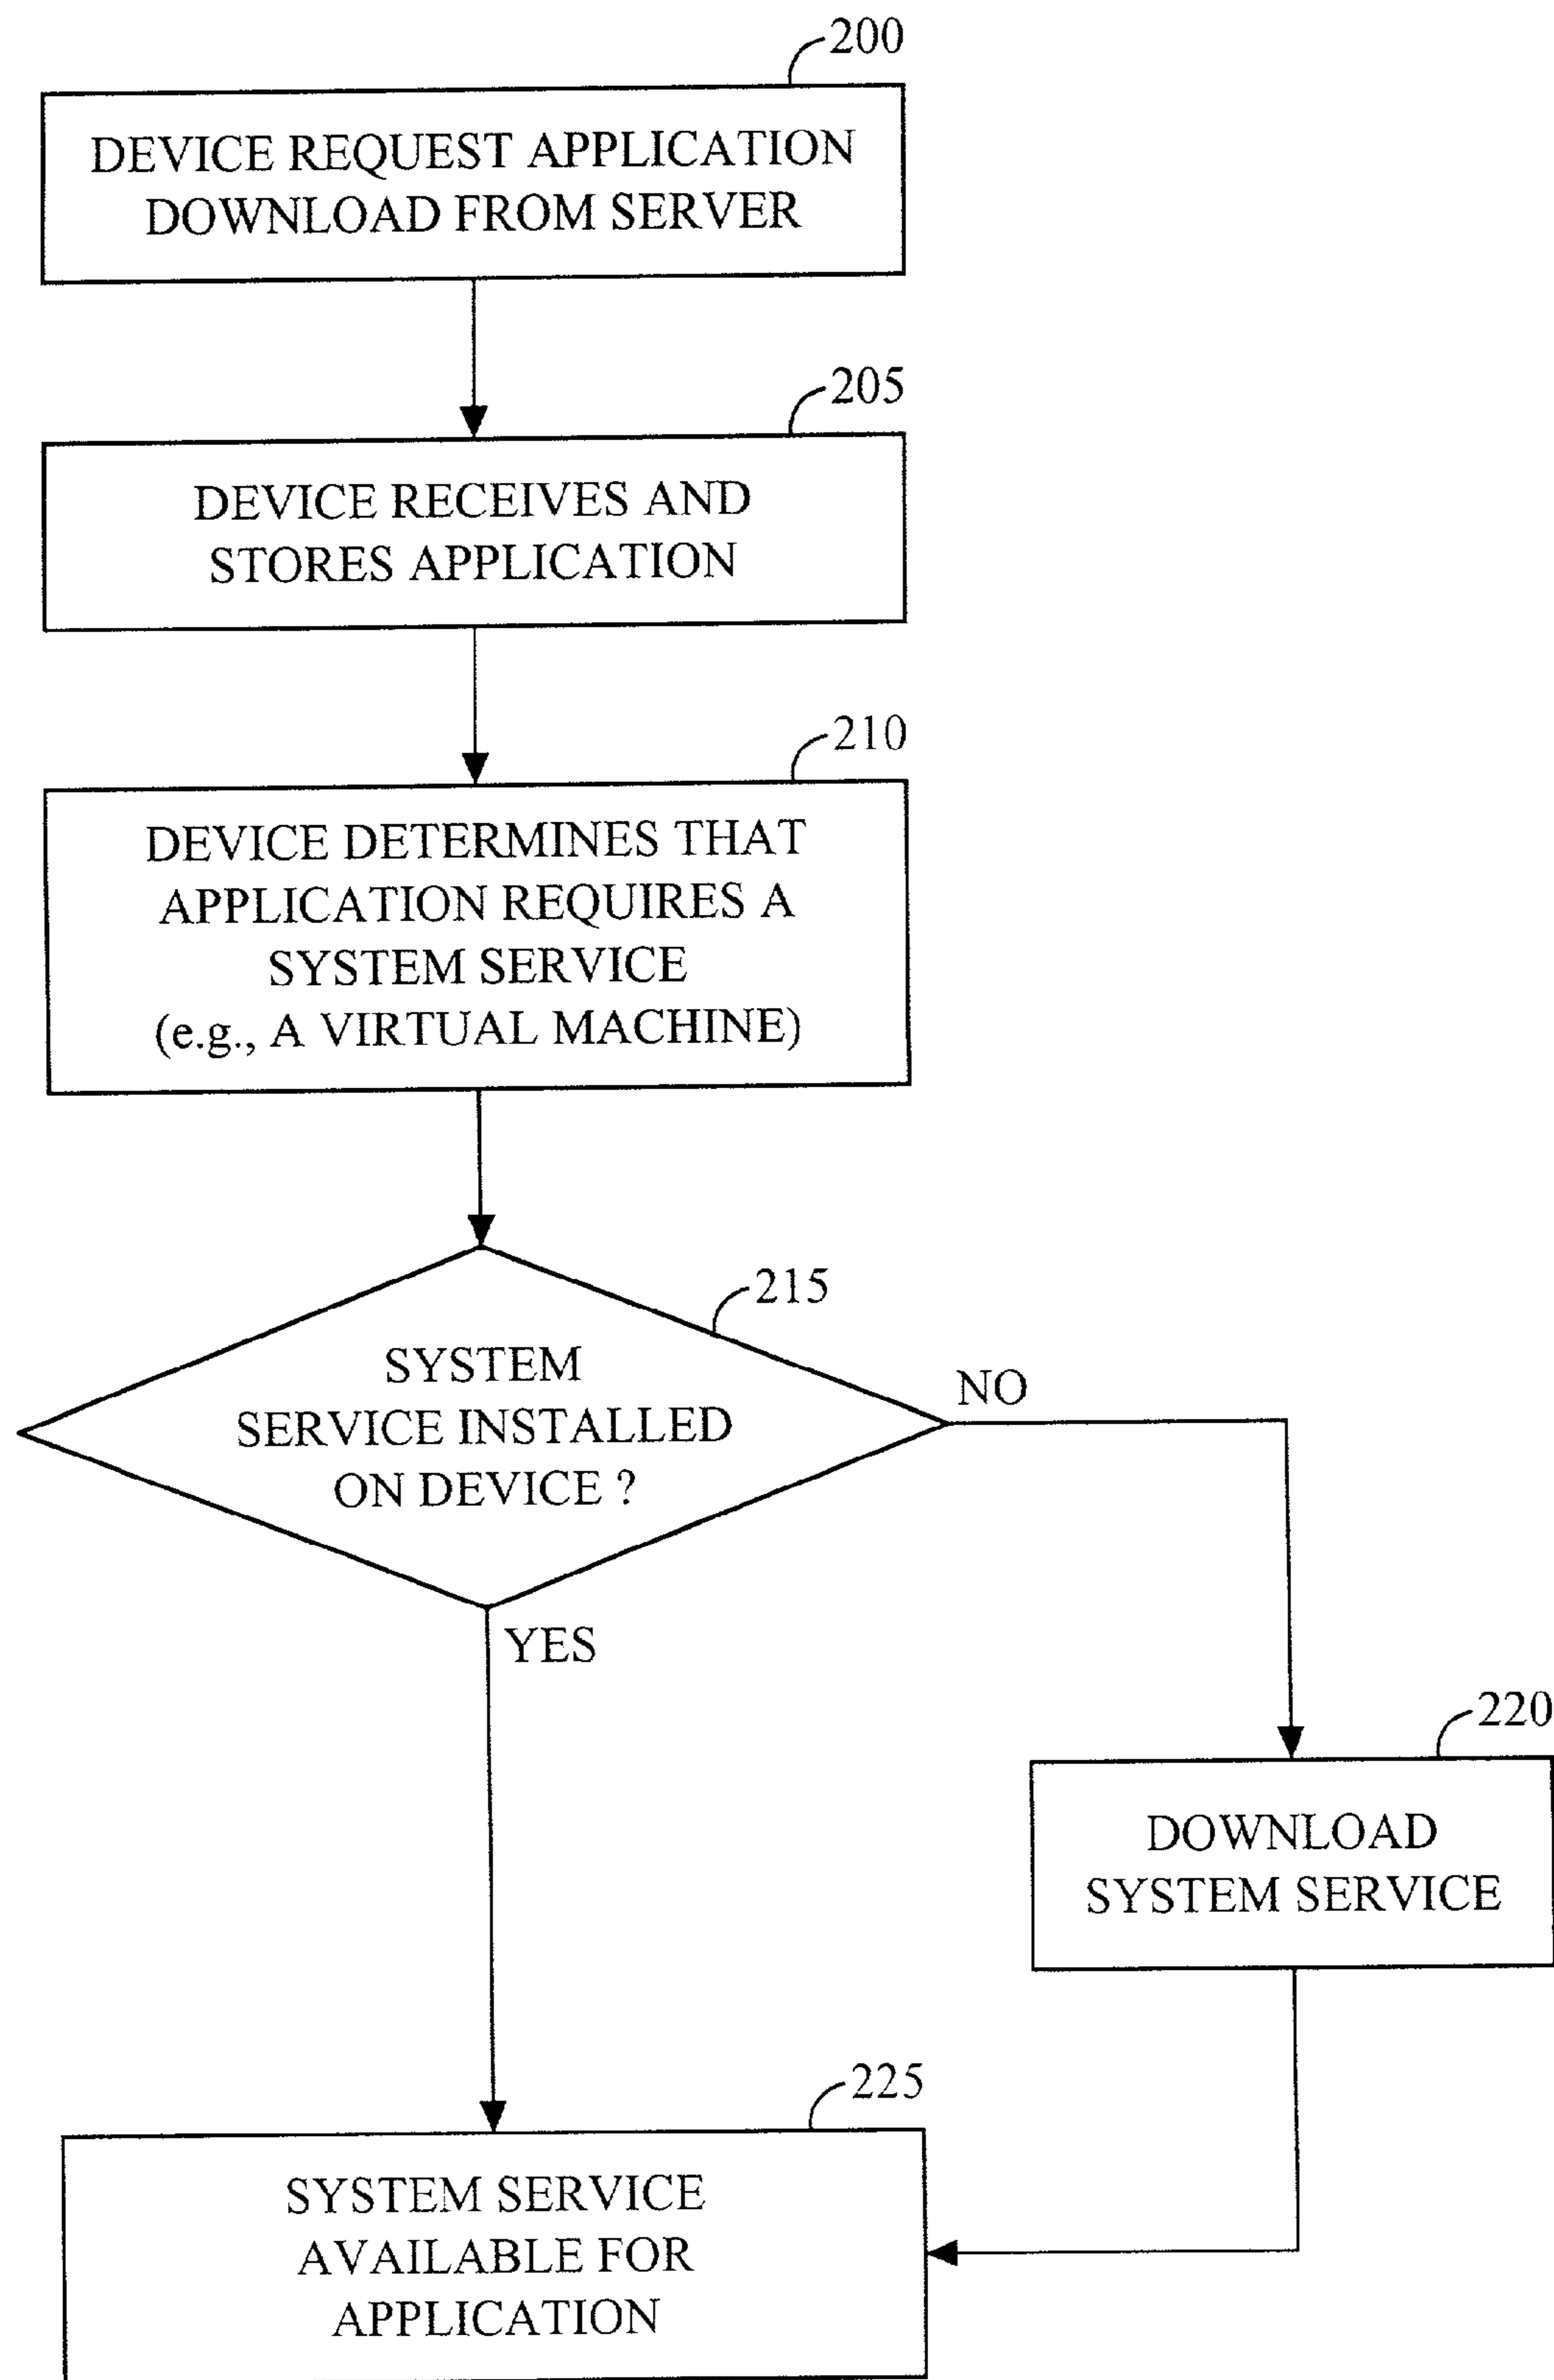 200
DEVICE REQUEST APPLICATION
DOWNLOAD FROM SERVER
205
DEVICE RECEIVES AND
STORES APPLICATION
210
DEVICE DETERMINES THAT
APPLICATION REQUIRES A
SYSTEM SERVICE
(e.g., A VIRTUAL MACHINE)
215
SYSTEM
SERVICE INSTALLED
ON DEVICE ?
NO
YES
220
DOWNLOAD
SYSTEM SERVICE
225
SYSTEM SERVICE
AVAILABLE FOR
APPLICATION